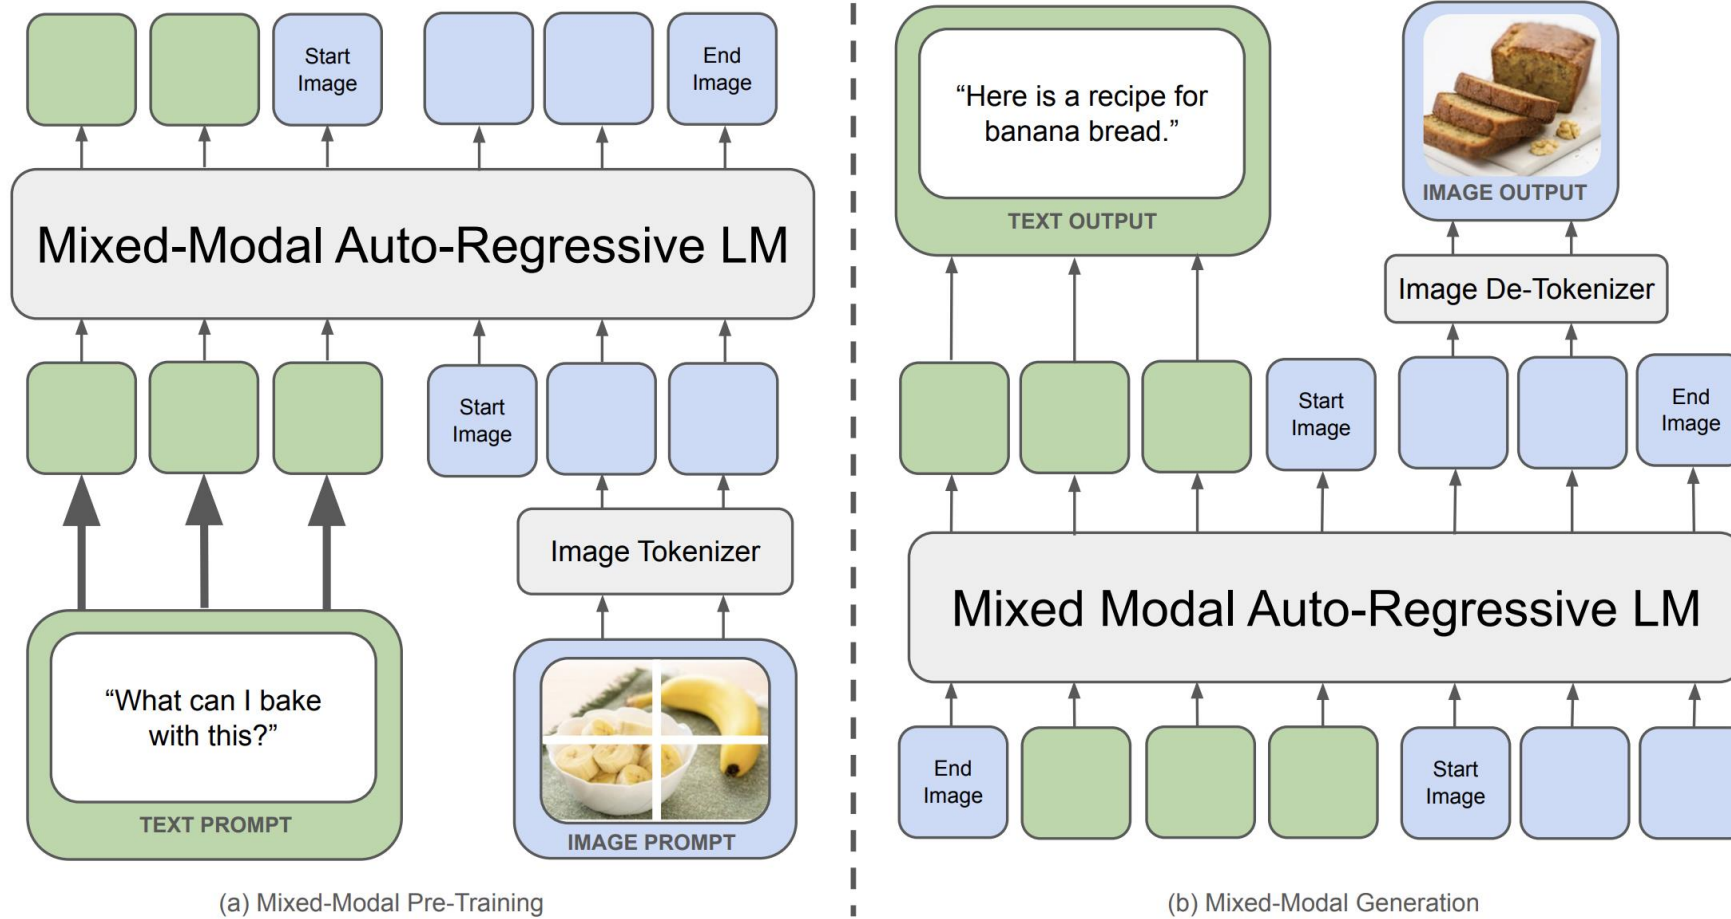 Start
Image
End
Image
Mixed-Modal Auto-Regressive LM
Start
Image
Image Tokenizer
“What can I bake
with this?”
TEXT PROMPT
IMAGE PROMPT
(a) Mixed-Modal Pre-Training
“Here is a recipe for
banana bread.”
TEXT OUTPUT
IMAGE OUTPUT
Image De-Tokenizer
Start
Image
End
Image
Mixed Modal Auto-Regressive LM
End
Image
Start
Image
(b) Mixed-Modal Generation